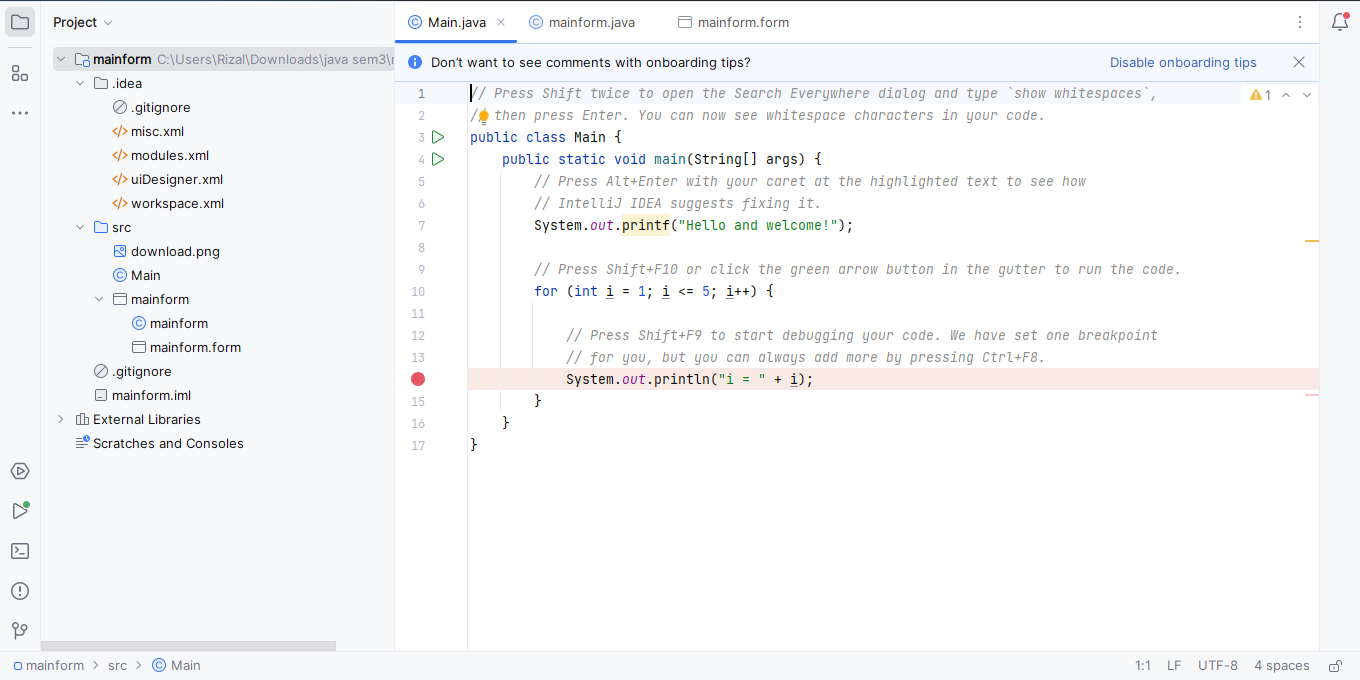 Project
Main.java
mainform.java
mainform.form
mainform C:\Users\Rizal\Downloads\java sem3\
Don't want to see comments with onboarding tips?
Disable onboarding tips
.idea
.gitignore
misc.xml
modules.xml
uiDesigner.xml
workspace.xml
src
download.png
Main
mainform
mainform
mainform.form
.gitignore
mainform.iml
External Libraries
Scratches and Consoles
1 // Press Shift twice to open the Search Everywhere dialog and type `show whitespaces`,
1
2 // then press Enter. You can now see whitespace characters in your code.
3 public class Main {
4 public static void main(String[] args) {
5 // Press Alt+Enter with your caret at the highlighted text to see how
6 // IntelliJ IDEA suggests fixing it.
7 System.out.printf("Hello and welcome!");
8
9 // Press Shift+F10 or click the green arrow button in the gutter to run the code.
10 for (int i = 1; i <= 5; i++) {
11
12 // Press Shift+F9 to start debugging your code. We have set one breakpoint
13 // for you, but you can always add more by pressing Ctrl+F8.
System.out.println("i = " + i);
15 }
16 }
17 }
mainform > src > Main
1:1 LF UTF-8 4 spaces